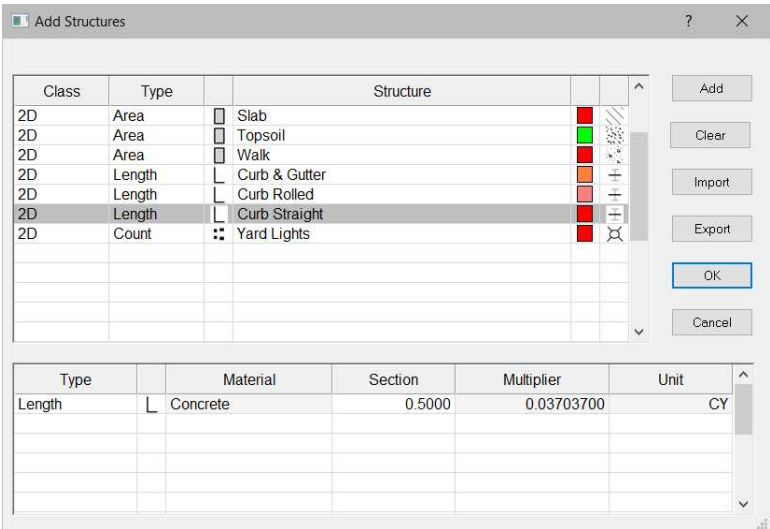 Add Structures ?
Class Type Structure
2D Area Slab
2D Area Topsoil
2D Area Walk
2D Length Curb & Gutter
2D Length Curb Rolled
2D Length Curb Straight
2D Count Yard Lights
Add
Clear
Import
Export
OK
Cancel
Type Material Section Multiplier Unit
Length Concrete 0.5000 0.03703700 CY